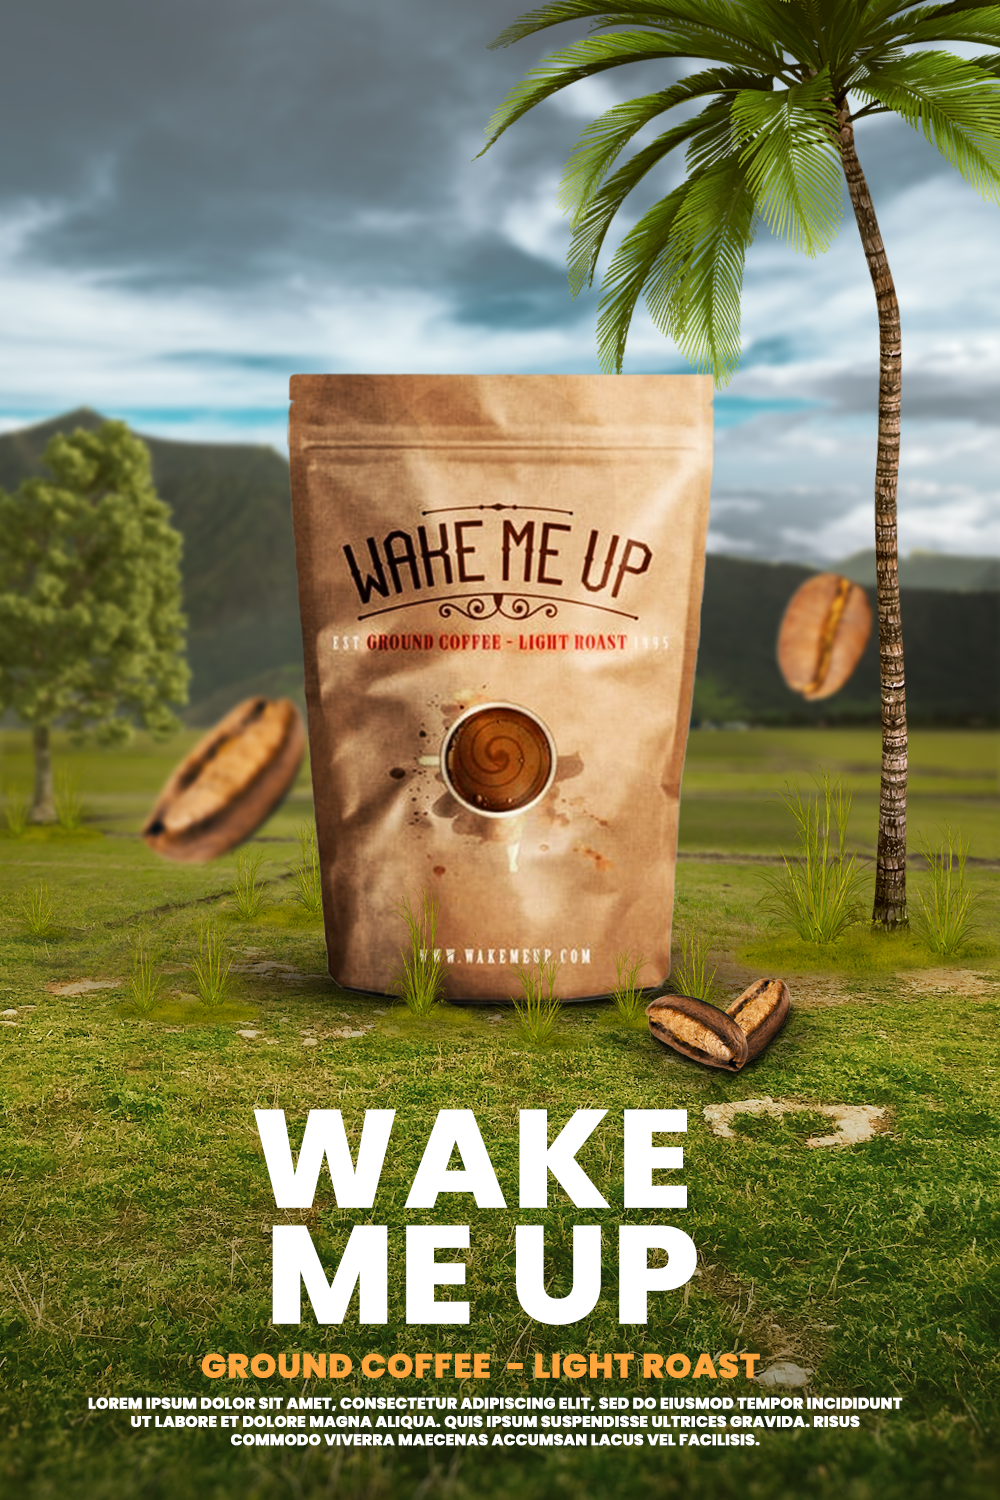 WAKE ME UP
EST GROUND COFFEE - LIGHT ROAST 1995
WWW.WAKEMEUP.COM
WAKE
ME UP
GROUND COFFEE - LIGHT ROAST
LOREM IPSUM DOLOR SIT AMET, CONSECTETUR ADIPISCING ELIT, SED DO EIUSMOD TEMPOR INCIDIDUNT
UT LABORE ET DOLORE MAGNA ALIQUA. QUIS IPSUM SUSPENDISSE ULTRICES GRAVIDA. RISUS
COMMODO VIVERRA MAECENAS ACCUMSAN LACUS VEL FACILISIS.